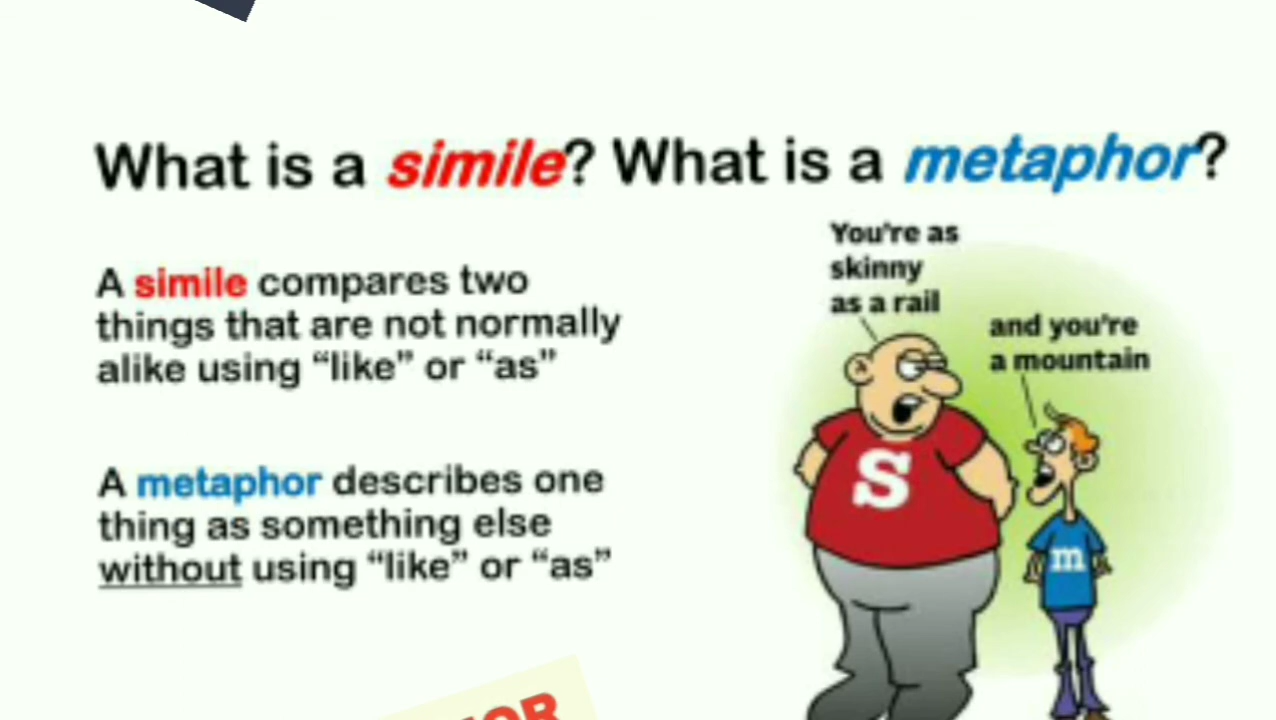 What is a simile? What is a metaphor?
A simile compares two
things that are not normally
alike using “like” or “as”
A metaphor describes one
thing as something else
without using “like” or “as”
You're as
skinny
as a rail
and you're
a mountain
S
m